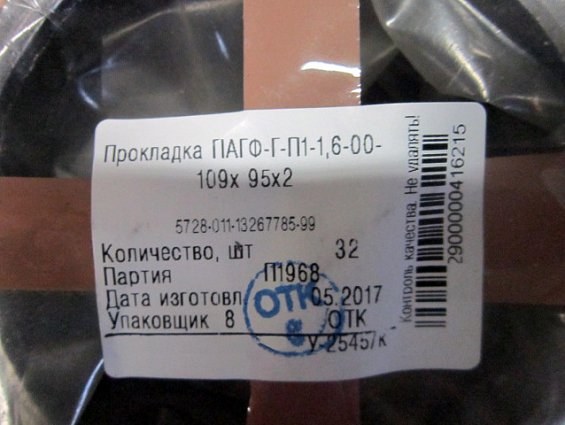 Прокладка ПАГФ-Г-П1-1,6-00-
109х 95х2
5728-011-13267785-99
Количество, шт 32
Партия П1968
Дата изготовл 05.2017
Упаковщик 8 ОТК
У-2545/к
ОТК
8
Контроль качества. Не удалять!
2900000416215